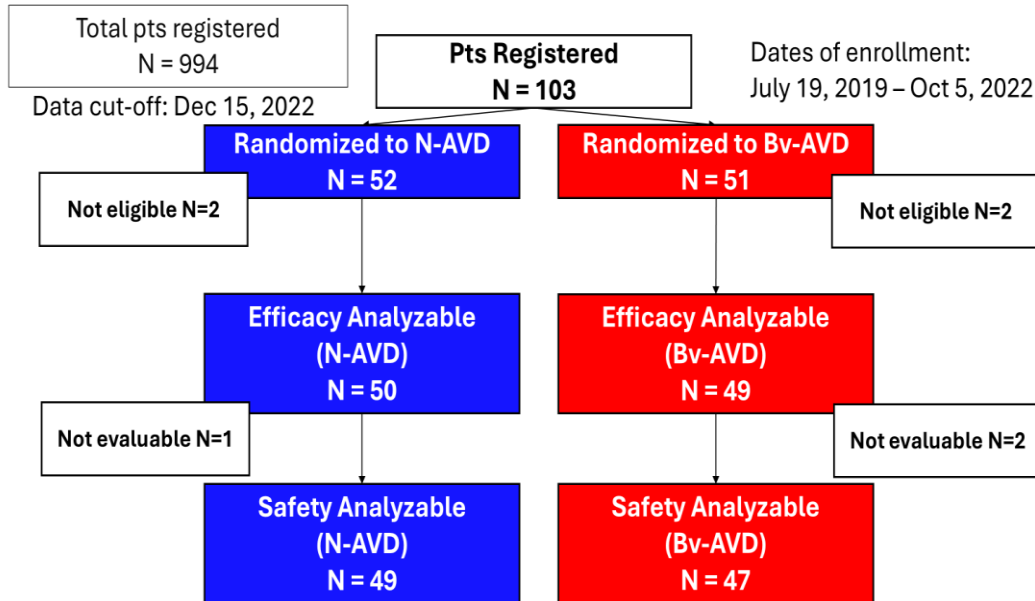 Total pts registered
N = 994
Data cut-off: Dec 15, 2022
Pts Registered
N = 103
Dates of enrollment:
July 19, 2019 – Oct 5, 2022
Randomized to N-AVD
N = 52
Randomized to Bv-AVD
N = 51
Not eligible N=2
Not eligible N=2
Efficacy Analyzable
(N-AVD)
N = 50
Efficacy Analyzable
(Bv-AVD)
N = 49
Not evaluable N=1
Not evaluable N=2
Safety Analyzable
(N-AVD)
N = 49
Safety Analyzable
(Bv-AVD)
N = 47